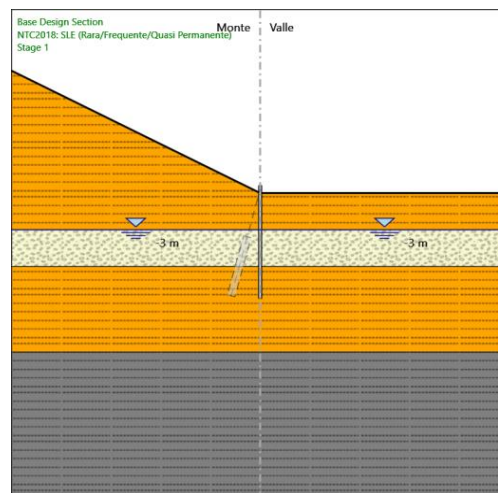 Base Design Section
NTC2018: SLE (Rara/Frequente/Quasi Permanente)
Stage 1
Monte Valle
-3 m
-3 m